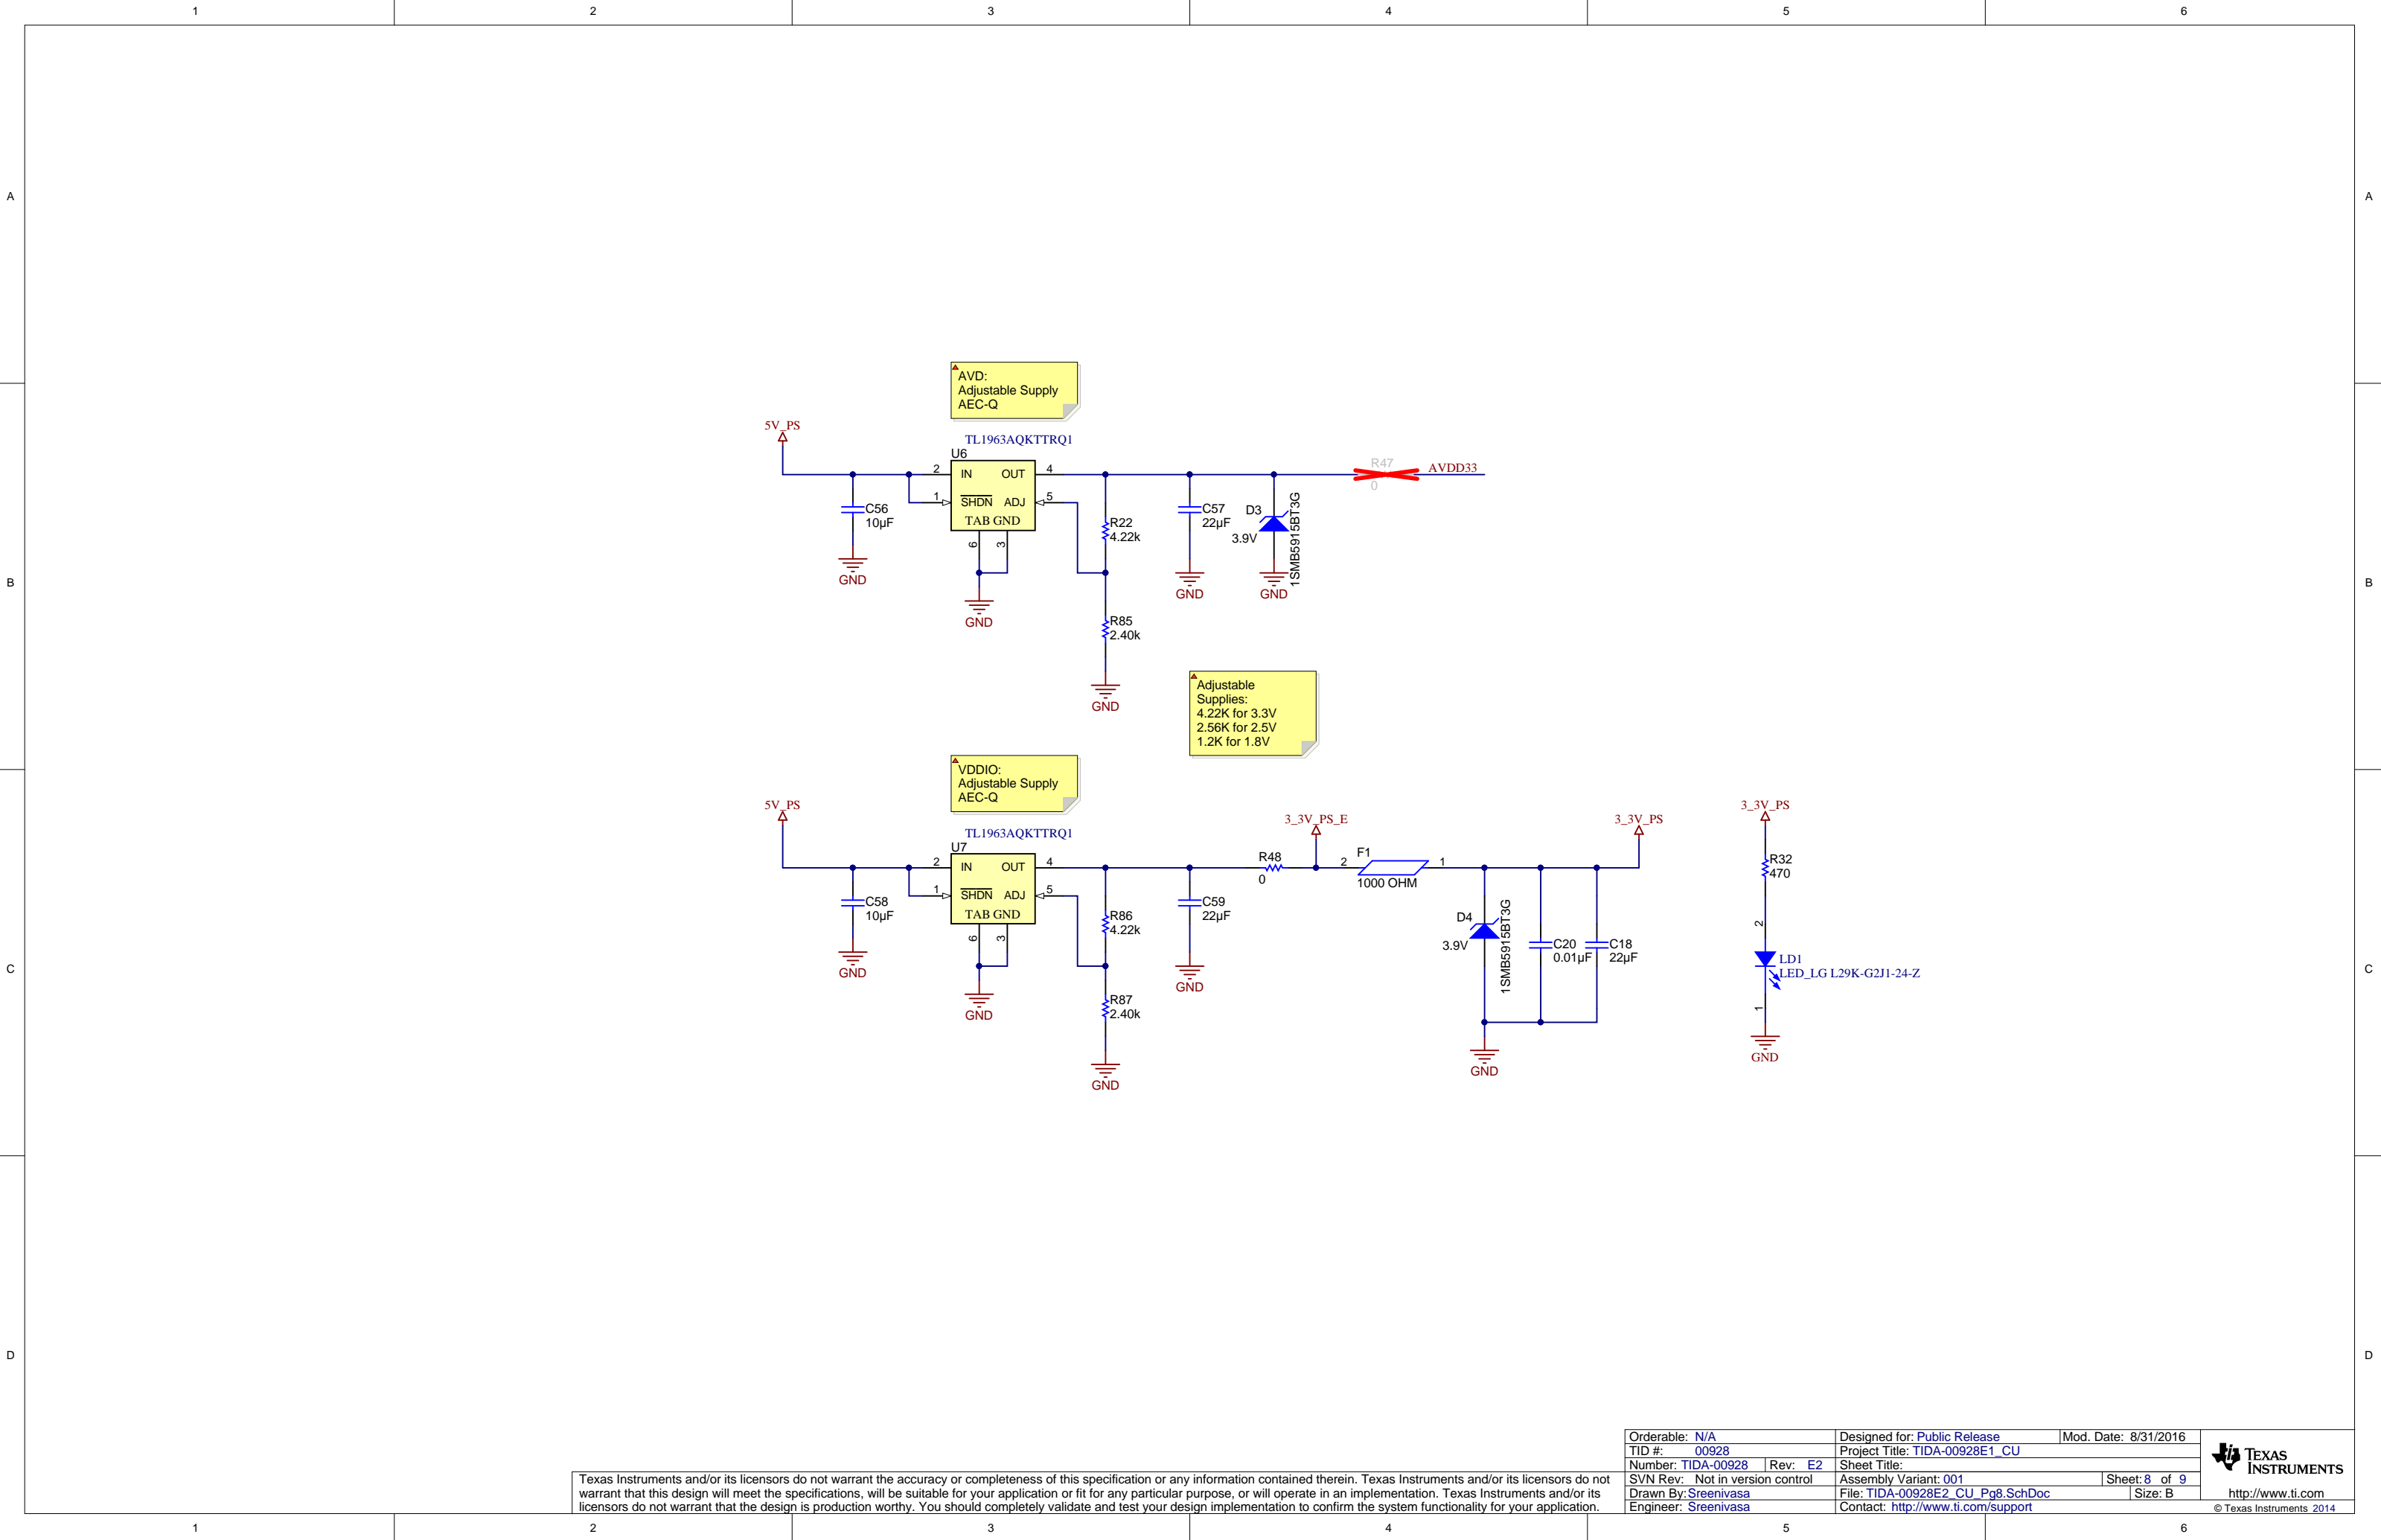 1 2 3 4 5 6
A A
AVD:
Adjustable Supply
AEC-Q
5V_PS
TL1963AQKTTRQ1
U6
2 IN OUT 4
1 SHDN ADJ 5
TAB GND
6 3
GND
C56
10µF
GND
R22
4.22k
R85
2.40k
GND
C57
22µF
GND
D3
3.9V
1SMB5915BT3G
GND
R47
0
AVDD33
B B
Adjustable
Supplies:
4.22K for 3.3V
2.56K for 2.5V
1.2K for 1.8V
VDDIO:
Adjustable Supply
AEC-Q
5V_PS
TL1963AQKTTRQ1
U7
2 IN OUT 4
1 SHDN ADJ 5
TAB GND
6 3
GND
C58
10µF
GND
R86
4.22k
R87
2.40k
GND
C59
22µF
GND
R48
0
3_3V_PS_E
F1
2 1
1000 OHM
3_3V_PS
D4
3.9V
1SMB5915BT3G
C20
0.01µF
C18
22µF
GND
3_3V_PS
R32
470
2
LD1
LED_LG L29K-G2J1-24-Z
1
GND
C C
D D
Texas Instruments and/or its licensors do not warrant the accuracy or completeness of this specification or any information contained therein. Texas Instruments and/or its licensors do not
warrant that this design will meet the specifications, will be suitable for your application or fit for any particular purpose, or will operate in an implementation. Texas Instruments and/or its
licensors do not warrant that the design is production worthy. You should completely validate and test your design implementation to confirm the system functionality for your application.
Orderable: N/A Designed for: Public Release Mod. Date: 8/31/2016
TID #: 00928 Project Title: TIDA-00928E1_CU
Number: TIDA-00928 Rev: E2 Sheet Title:
SVN Rev: Not in version control Assembly Variant: 001 Sheet: 8 of 9
Drawn By: Sreenivasa File: TIDA-00928E2_CU_Pg8.SchDoc Size: B
Engineer: Sreenivasa Contact: http://www.ti.com/support
TEXAS
INSTRUMENTS
http://www.ti.com
© Texas Instruments 2014
1 2 3 4 5 6